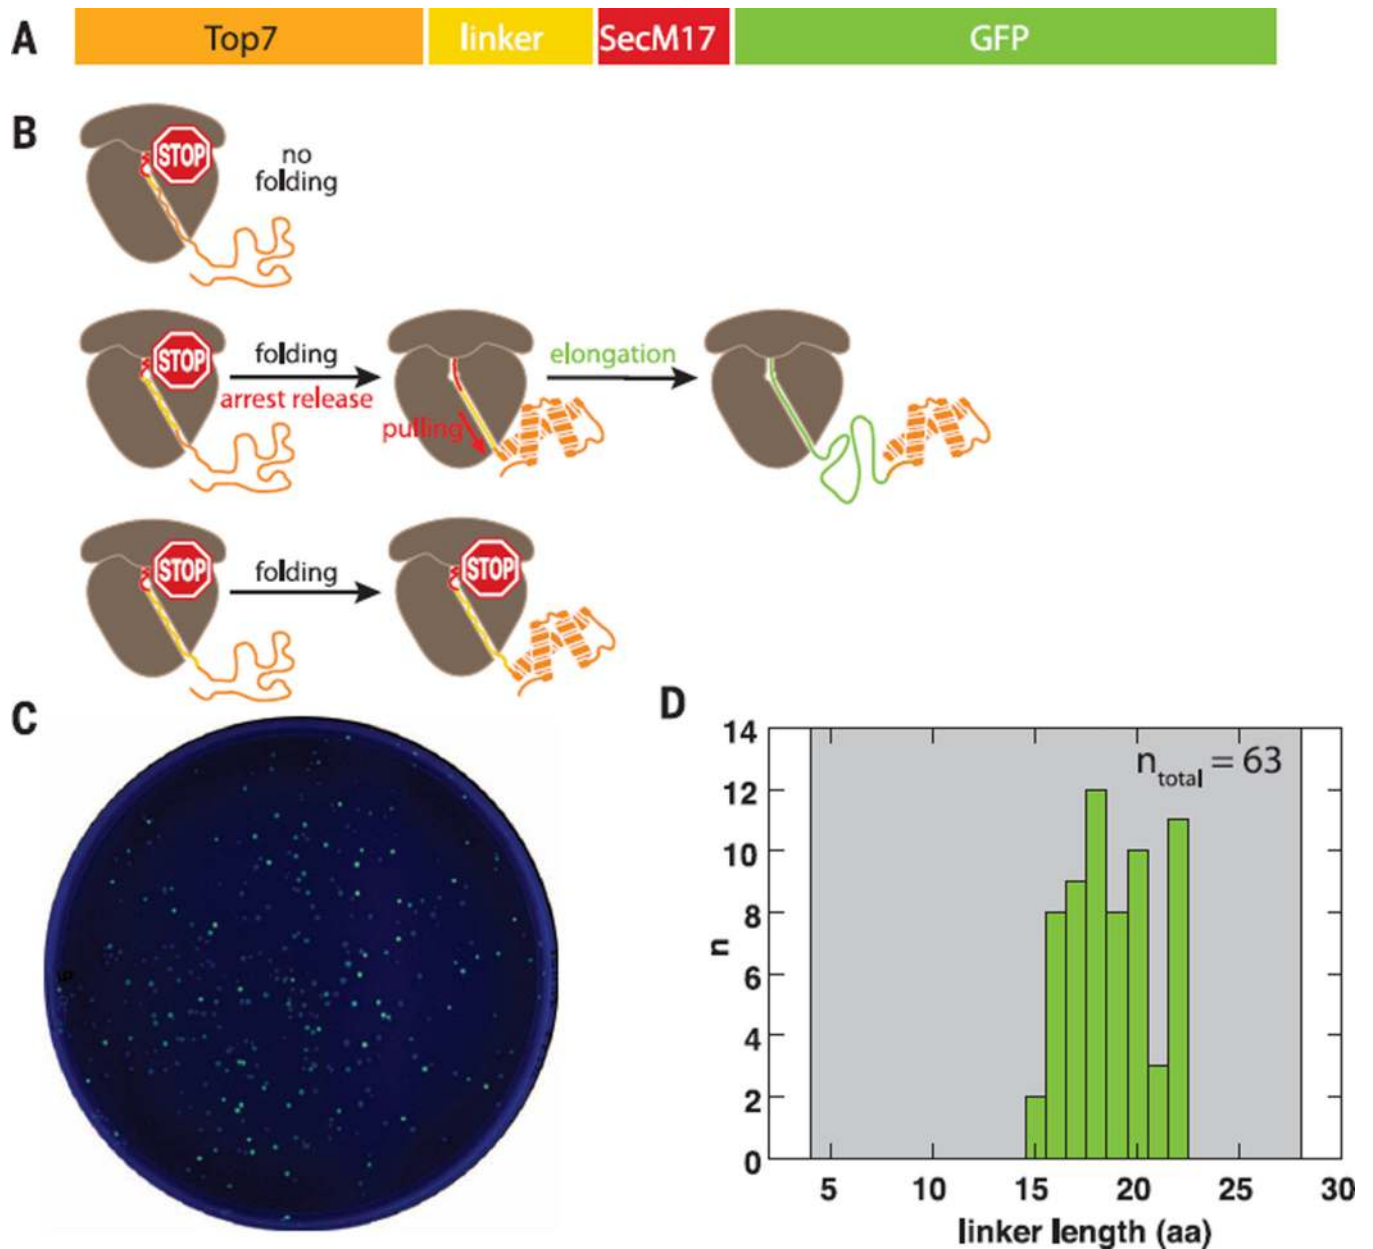 A
Top7
linker
SecM17
GFP
B
STOP
no
folding
STOP
folding
arrest release
pulling
elongation
STOP
folding
STOP
C
D
n
total
= 63
14
12
10
8
6
4
2
0
n
5
10
15
20
25
30
linker length (aa)